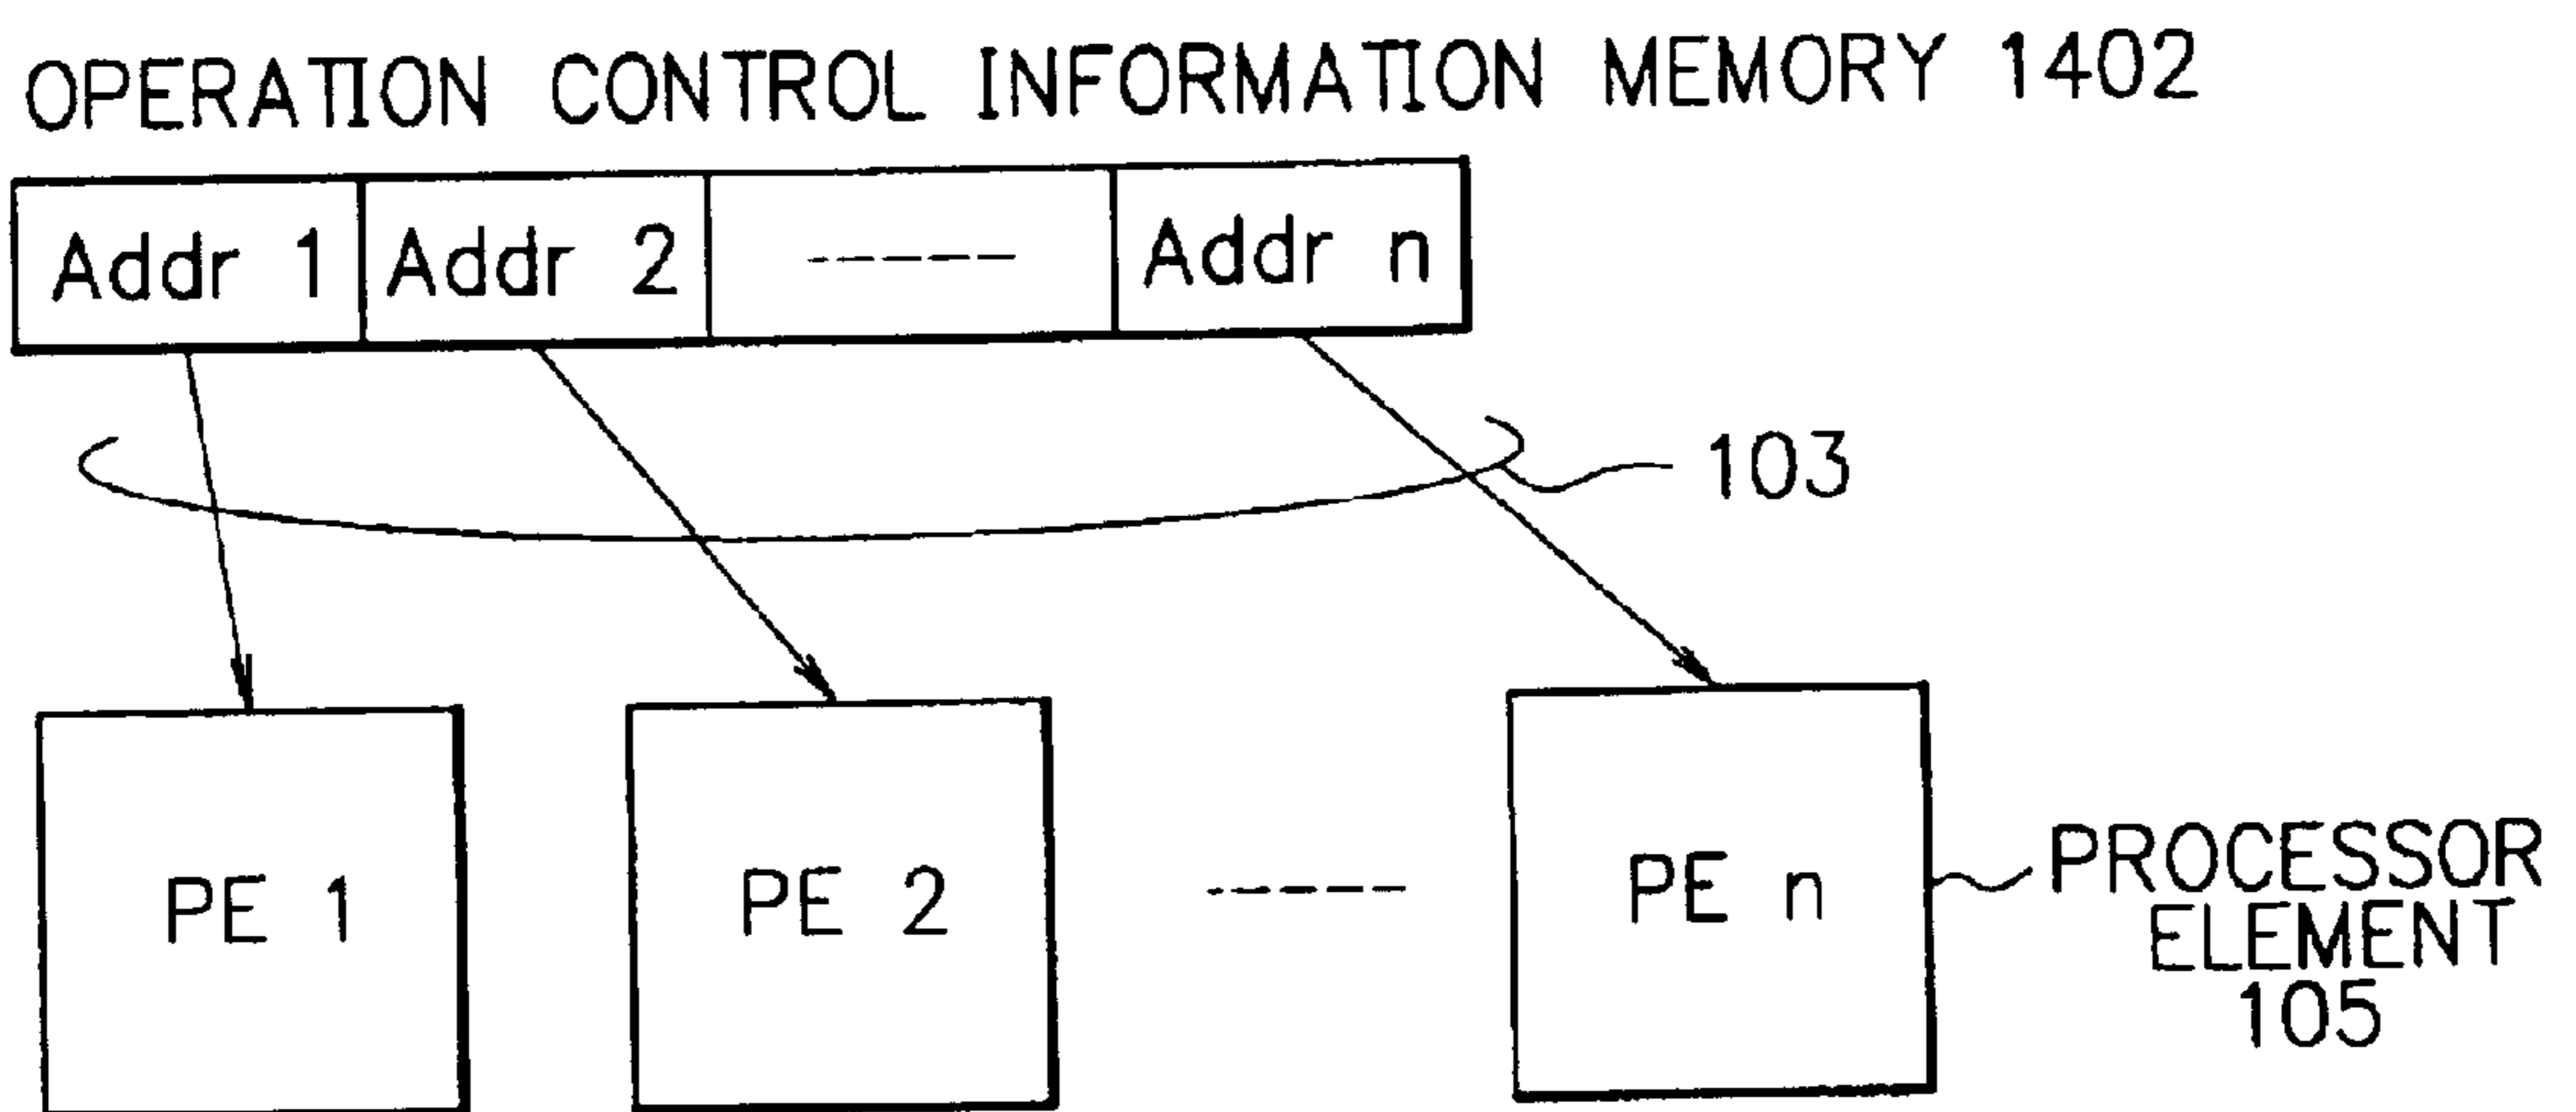 OPERATION CONTROL INFORMATION MEMORY 1402
Addr 1 Addr 2 Addr n
103
PE 1 PE 2 PE n
PROCESSOR
ELEMENT
105